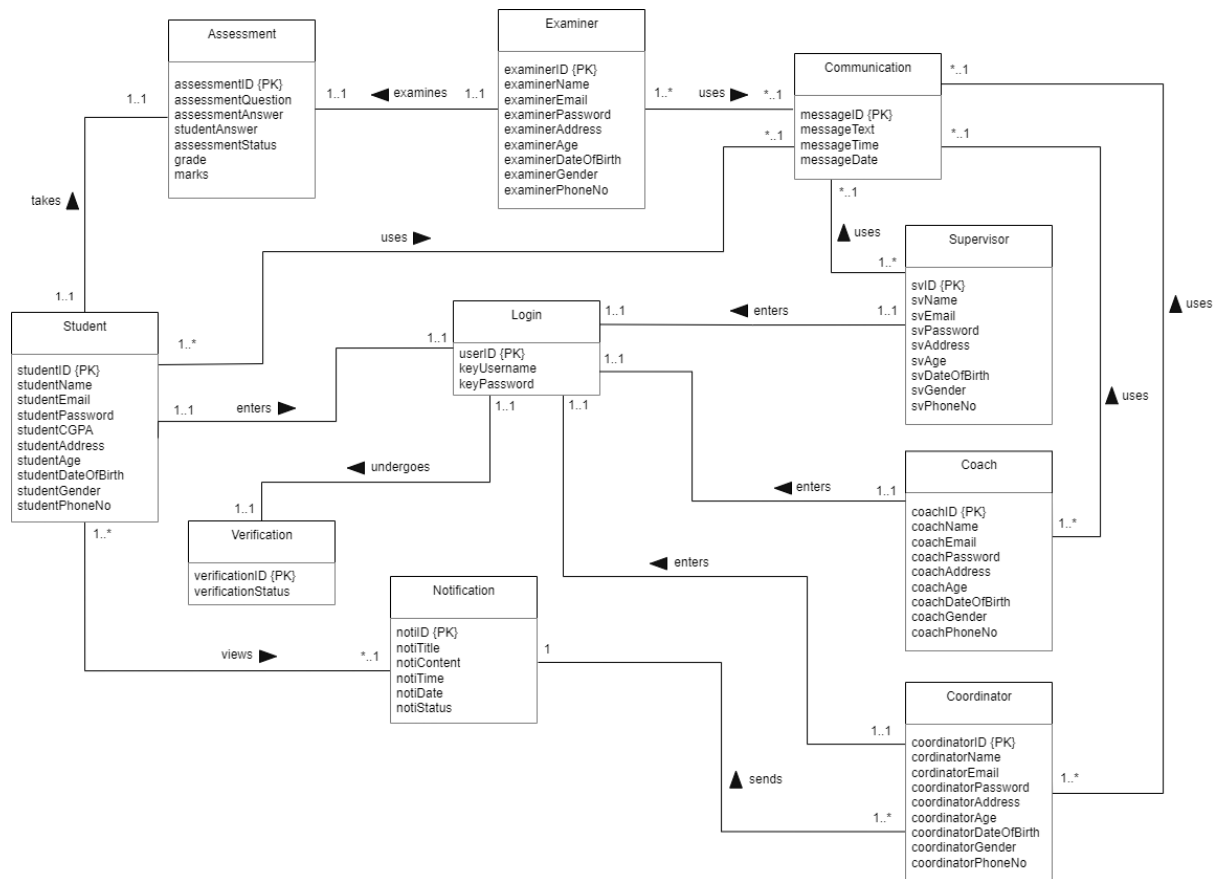 Assessment
assessmentID {PK}
assessmentQuestion
assessmentAnswer
studentAnswer
assessmentStatus
grade
marks
Examiner
examinerID {PK}
examinerName
examinerEmail
examinerPassword
examinerAddress
examinerAge
examinerDateOfBirth
examinerGender
examinerPhoneNo
Communication
messageID {PK}
messageText
messageTime
messageDate
1..1
1..1
examines
1..1
1..*
uses
*..1
*..1
*..1
*..1
*..1
takes
uses
uses
uses
uses
1..1
1..*
1..*
Supervisor
svID {PK}
svName
svEmail
svPassword
svAddress
svAge
svDateOfBirth
svGender
svPhoneNo
Student
studentID {PK}
studentName
studentEmail
studentPassword
studentCGPA
studentAddress
studentAge
studentDateOfBirth
studentGender
studentPhoneNo
Login
userID {PK}
keyUsername
keyPassword
1..1
enters
1..1
1..1
1..1
enters
1..1
1..1
1..1
undergoes
1..1
enters
1..1
Coach
coachID {PK}
coachName
coachEmail
coachPassword
coachAddress
coachAge
coachDateOfBirth
coachGender
coachPhoneNo
1..*
1..*
Verification
verificationID {PK}
verificationStatus
enters
Notification
notiID {PK}
notiTitle
notiContent
notiTime
notiDate
notiStatus
views
*..1
1
1..1
sends
1..*
Coordinator
coordinatorID {PK}
cordinatorName
cordinatorEmail
coordinatorPassword
coordinatorAddress
coordinatorAge
coordinatorDateOfBirth
coordinatorGender
coordinatorPhoneNo
1..*